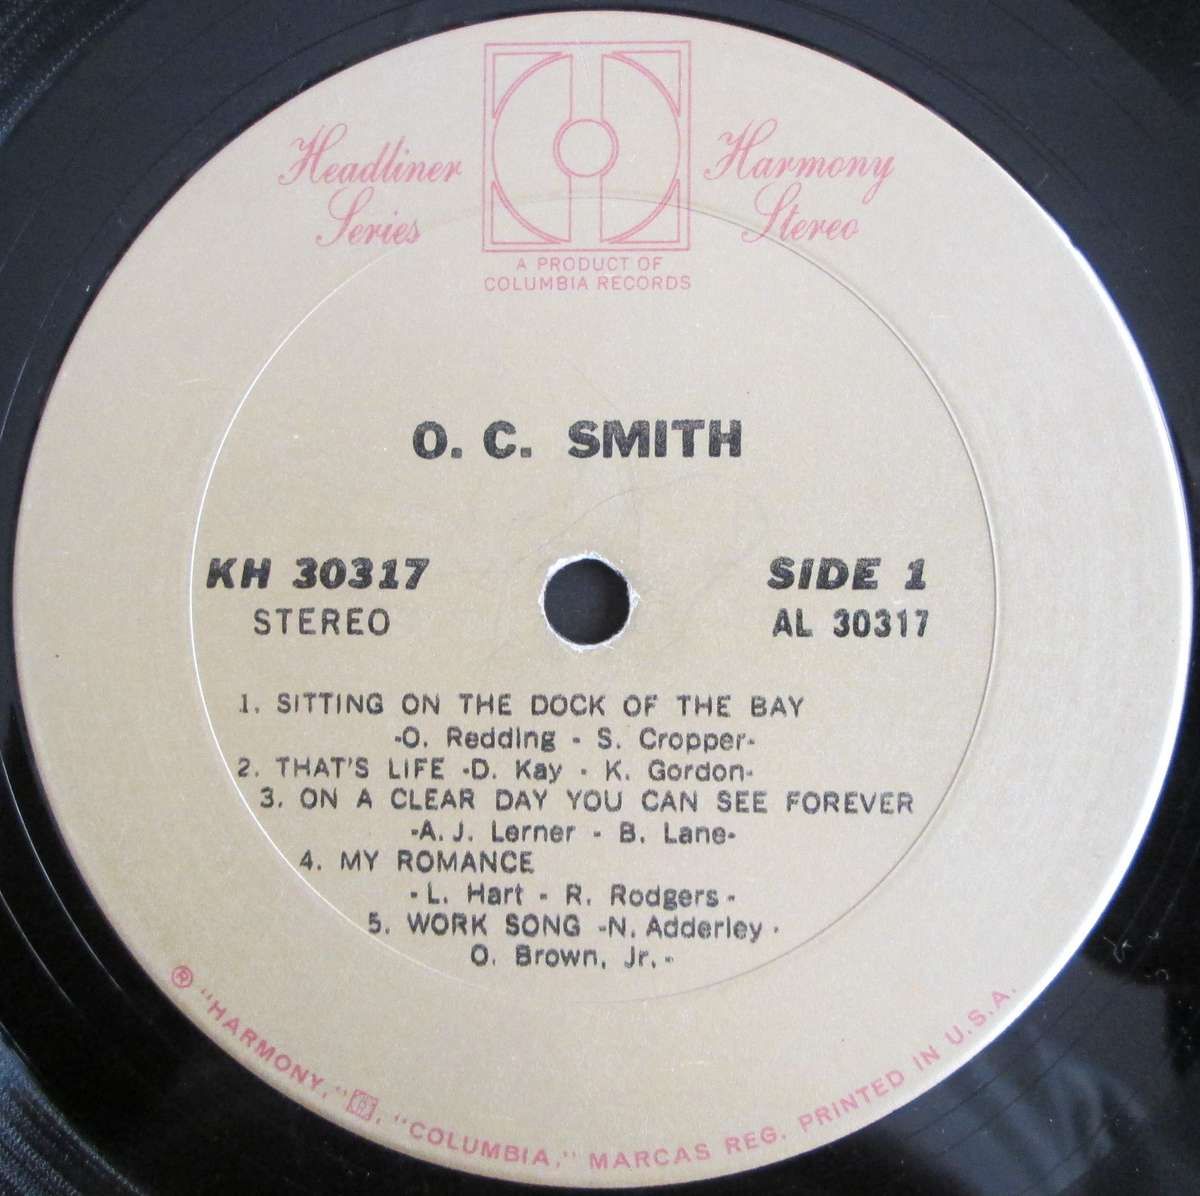 Headliner
Series
Harmony
Stereo
A PRODUCT OF
COLUMBIA RECORDS
O. C. SMITH
KH 30317
STEREO
SIDE 1
AL 30317
1. SITTING ON THE DOCK OF THE BAY
-O. Redding - S. Cropper-
2. THAT'S LIFE -D. Kay - K. Gordon-
3. ON A CLEAR DAY YOU CAN SEE FOREVER
-A. J. Lerner - B. Lane-
4. MY ROMANCE
- L. Hart - R. Rodgers -
5. WORK SONG -N. Adderley -
O. Brown, Jr. -
® "HARMONY," , "COLUMBIA," MARCAS REG. PRINTED IN U.S.A.